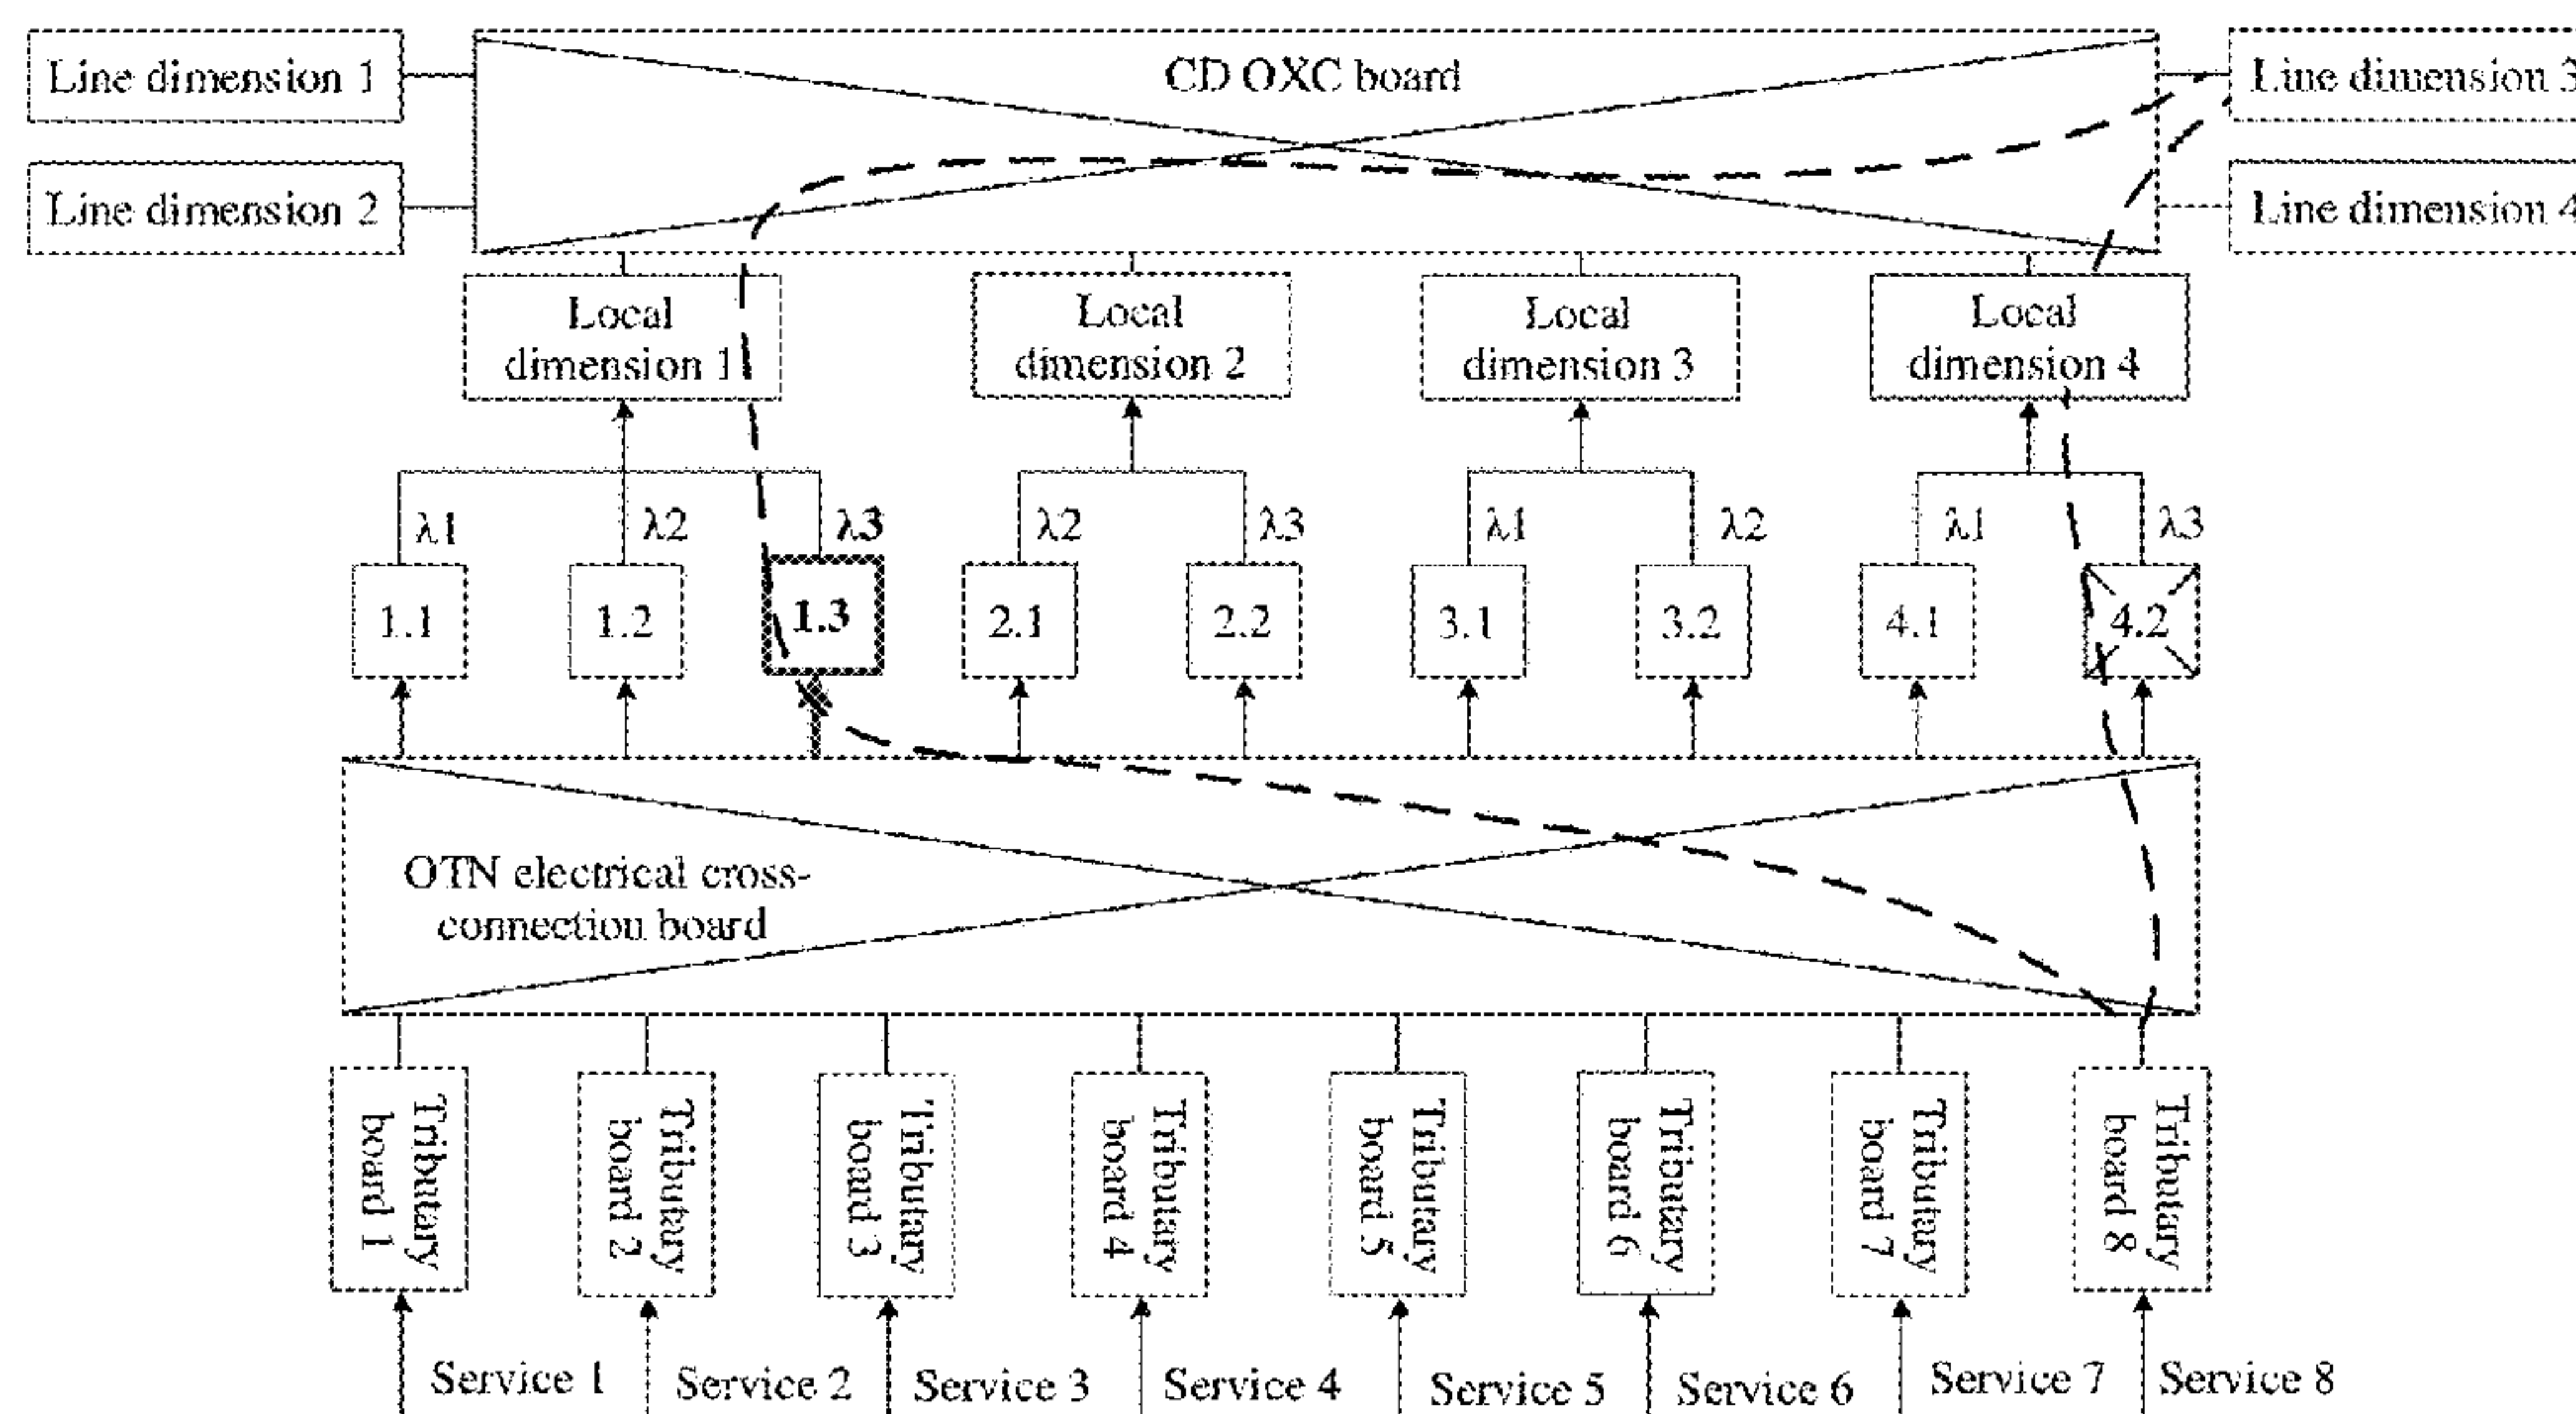 Line dimension 1
CD OXC board
Line dimension 3
Line dimension 2
Line dimension 4
Local
dimension 1
Local
dimension 2
Local
dimension 3
Local
dimension 4
λ1
λ2
λ3
λ2
λ3
λ1
λ2
λ1
λ3
1.1
1.2
1.3
2.1
2.2
3.1
3.2
4.1
4.2
OTN electrical cross-
connection board
Tributary
board 1
Tributary
board 2
Tributary
board 3
Tributary
board 4
Tributary
board 5
Tributary
board 6
Tributary
board 7
Tributary
board 8
Service 1
Service 2
Service 3
Service 4
Service 5
Service 6
Service 7
Service 8